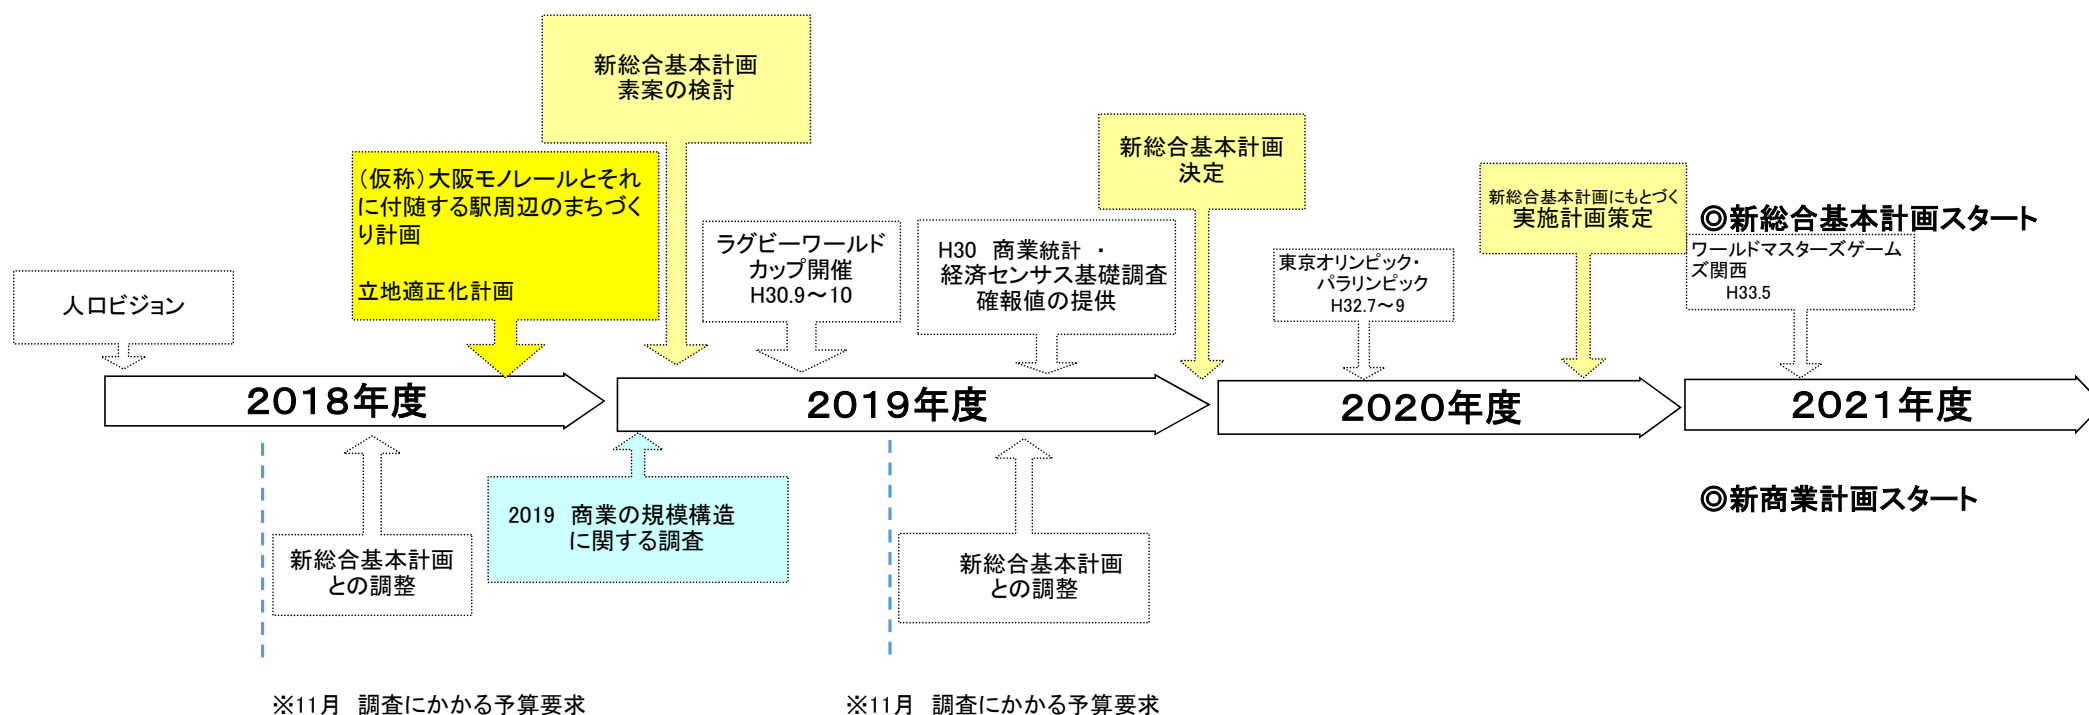 新総合基本計画
素案の検討
新総合基本計画
決定
(仮称)大阪モノレールとそれ
に付随する駅周辺のまちづく
り計画
立地適正化計画
新総合基本計画にもとづく
実施計画策定
◎新総合基本計画スタート
ラグビーワールド
カップ開催
H30.9～10
H30 商業統計 ・
経済センサス基礎調査
確報値の提供
東京オリンピック・
パラリンピック
H32.7～9
ワールドマスターズゲーム
ズ関西
H33.5
人口ビジョン
2018年度
2019年度
2020年度
2021年度
◎新商業計画スタート
2019 商業の規模構造
に関する調査
新総合基本計画
との調整
新総合基本計画
との調整
※11月 調査にかかる予算要求
※11月 調査にかかる予算要求